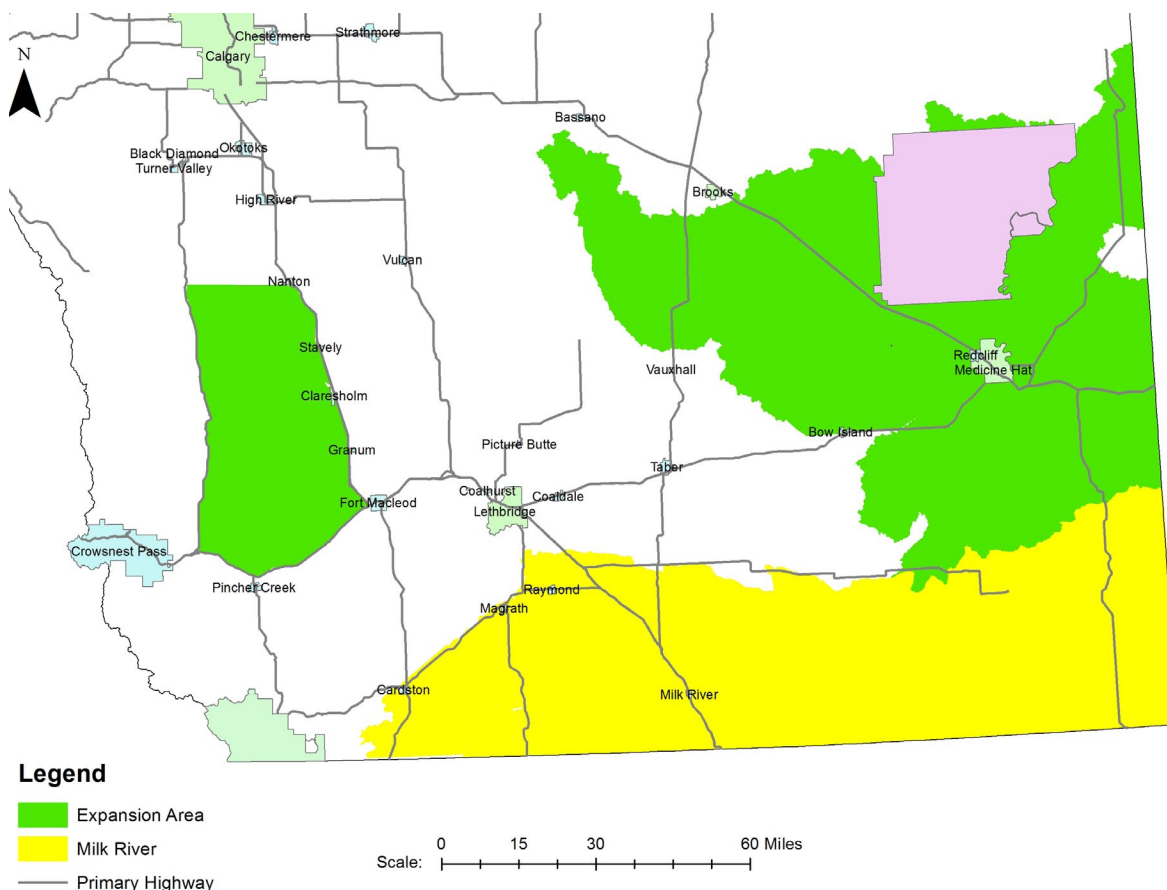 Chestermere
Strathmore
N
Calgary
Bassano
Okotoks
Black Diamond
Turner Valley
Brooks
High River
Vulcan
Nanton
Stavely
Redcliff
Vauxhall
Medicine Hat
Claresholm
Bow Island
Picture Butte
Granum
Taber
Coalhurst
Coaldale
Fort Macleod
Lethbridge
Crowsnest Pass
Pincher Creek
Raymond
Magrath
Cardston
Milk River
Legend
Expansion Area
Milk River
Primary Highway
0 15 30 60 Miles
Scale: